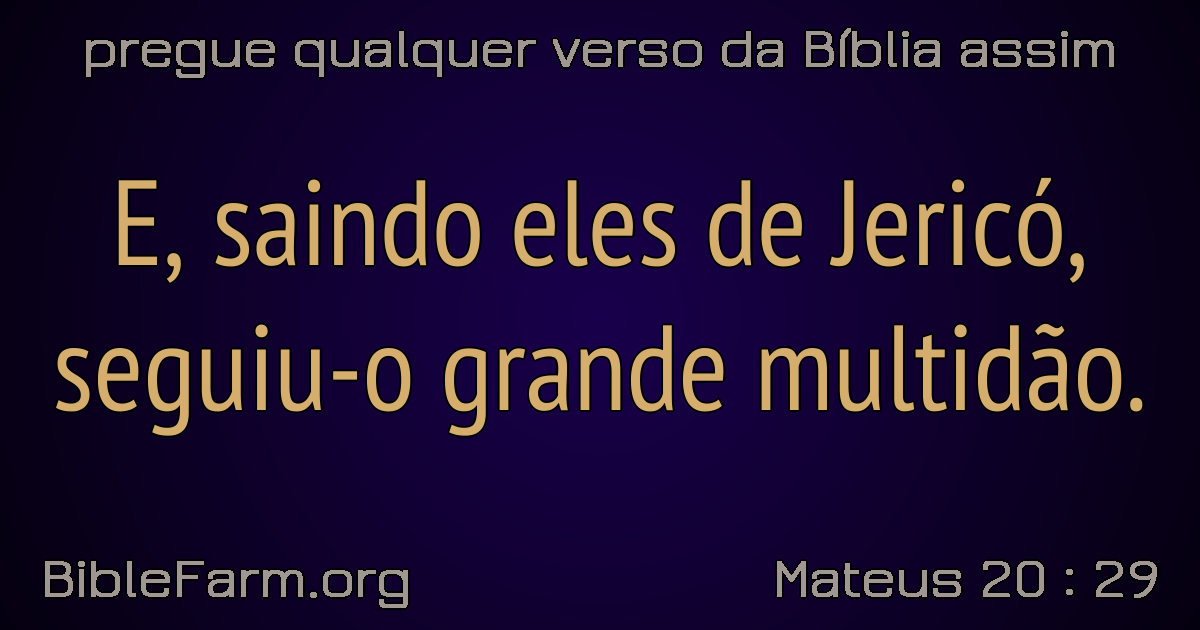 pregue qualquer verso da Bíblia assim
E, saindo eles de Jericó,
seguiu-o grande multidão.
BibleFarm.org
Mateus 20 : 29